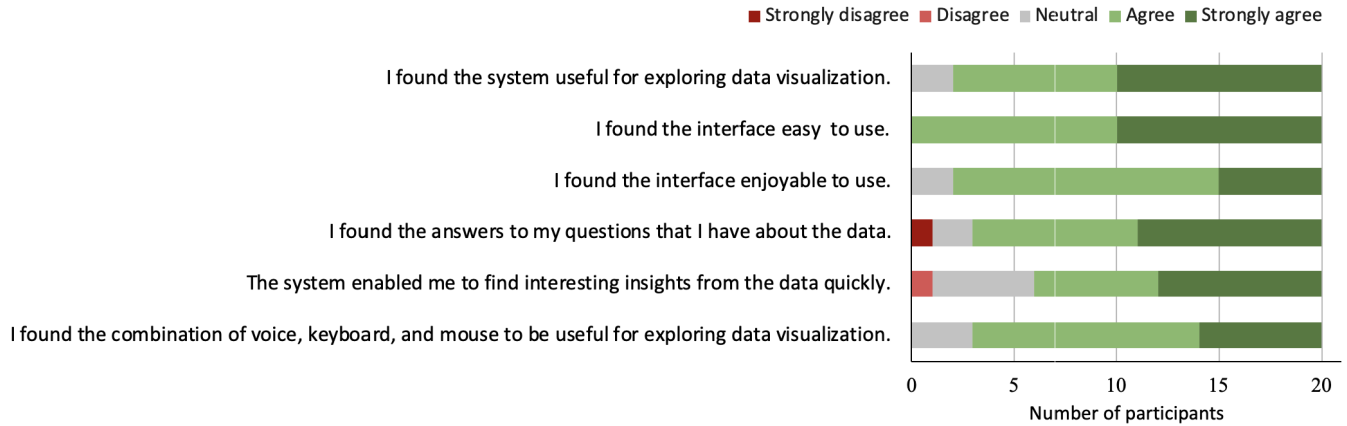 Strongly disagree Disagree Neutral Agree Strongly agree
I found the system useful for exploring data visualization.
I found the interface easy to use.
I found the interface enjoyable to use.
I found the answers to my questions that I have about the data.
The system enabled me to find interesting insights from the data quickly.
I found the combination of voice, keyboard, and mouse to be useful for exploring data visualization.
0 5 10 15 20
Number of participants